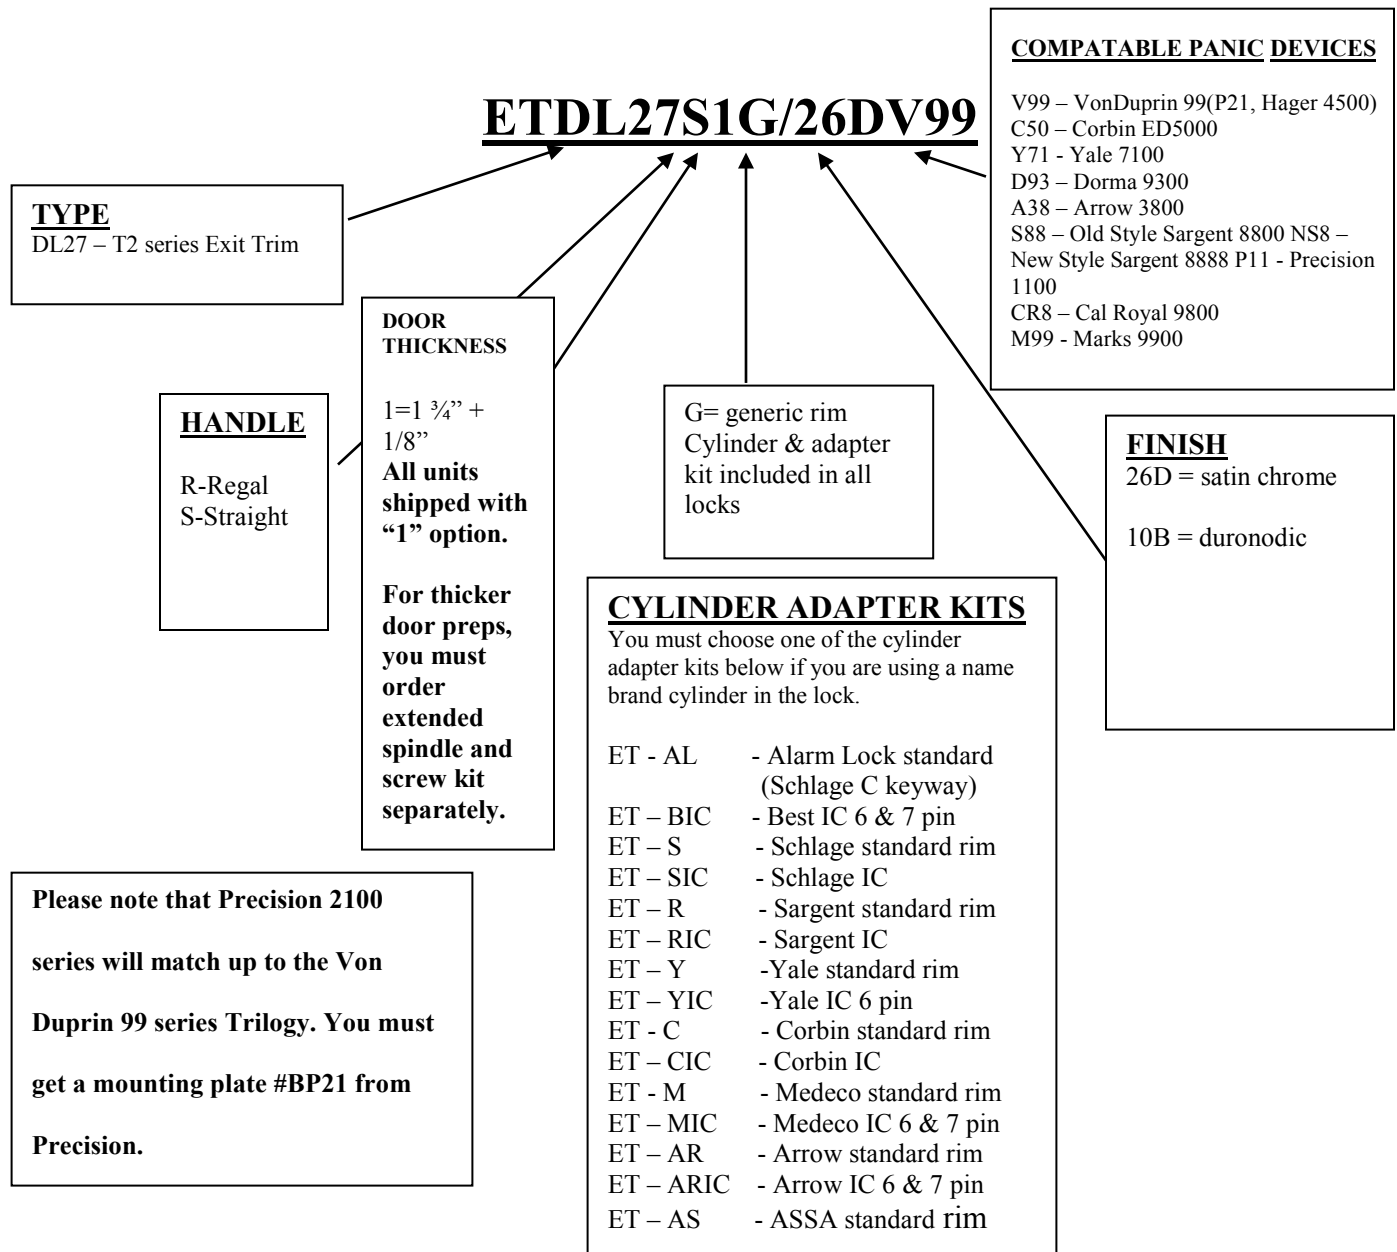 ETDL27S1G/26DV99
COMPATABLE PANIC DEVICES
V99 – VonDuprin 99(P21, Hager 4500)
C50 – Corbin ED5000
Y71 - Yale 7100
D93 – Dorma 9300
A38 – Arrow 3800
S88 – Old Style Sargent 8800 NS8 –
New Style Sargent 8888 P11 - Precision
1100
CR8 – Cal Royal 9800
M99 - Marks 9900
TYPE
DL27 – T2 series Exit Trim
HANDLE
R-Regal
S-Straight
DOOR
THICKNESS
1=1 ¾” +
1/8”
All units
shipped with
“1” option.
For thicker
door preps,
you must
order
extended
spindle and
screw kit
separately.
G= generic rim
Cylinder & adapter
kit included in all
locks
FINISH
26D = satin chrome
10B = duronodic
CYLINDER ADAPTER KITS
You must choose one of the cylinder
adapter kits below if you are using a name
brand cylinder in the lock.
ET - AL - Alarm Lock standard
(Schlage C keyway)
ET – BIC - Best IC 6 & 7 pin
ET – S - Schlage standard rim
ET – SIC - Schlage IC
ET – R - Sargent standard rim
ET – RIC - Sargent IC
ET – Y -Yale standard rim
ET – YIC -Yale IC 6 pin
ET - C - Corbin standard rim
ET – CIC - Corbin IC
ET - M - Medeco standard rim
ET – MIC - Medeco IC 6 & 7 pin
ET – AR - Arrow standard rim
ET – ARIC - Arrow IC 6 & 7 pin
ET – AS - ASSA standard rim
Please note that Precision 2100
series will match up to the Von
Duprin 99 series Trilogy. You must
get a mounting plate #BP21 from
Precision.